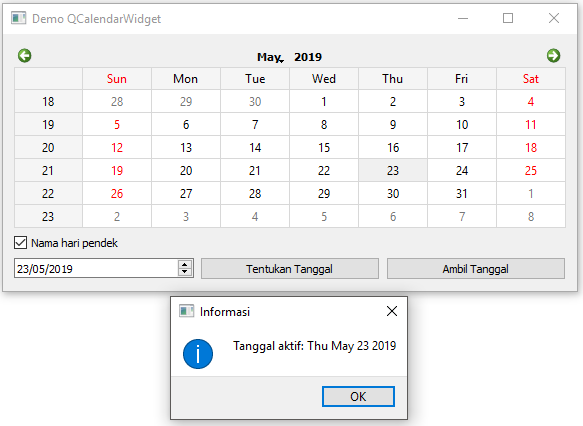 Demo QCalendarWidget
May, 2019
Sun Mon Tue Wed Thu Fri Sat
18 28 29 30 1 2 3 4
19 5 6 7 8 9 10 11
20 12 13 14 15 16 17 18
21 19 20 21 22 23 24 25
22 26 27 28 29 30 31 1
23 2 3 4 5 6 7 8
Nama hari pendek
23/05/2019 Tentukan Tanggal Ambil Tanggal
Informasi
Tanggal aktif: Thu May 23 2019
OK